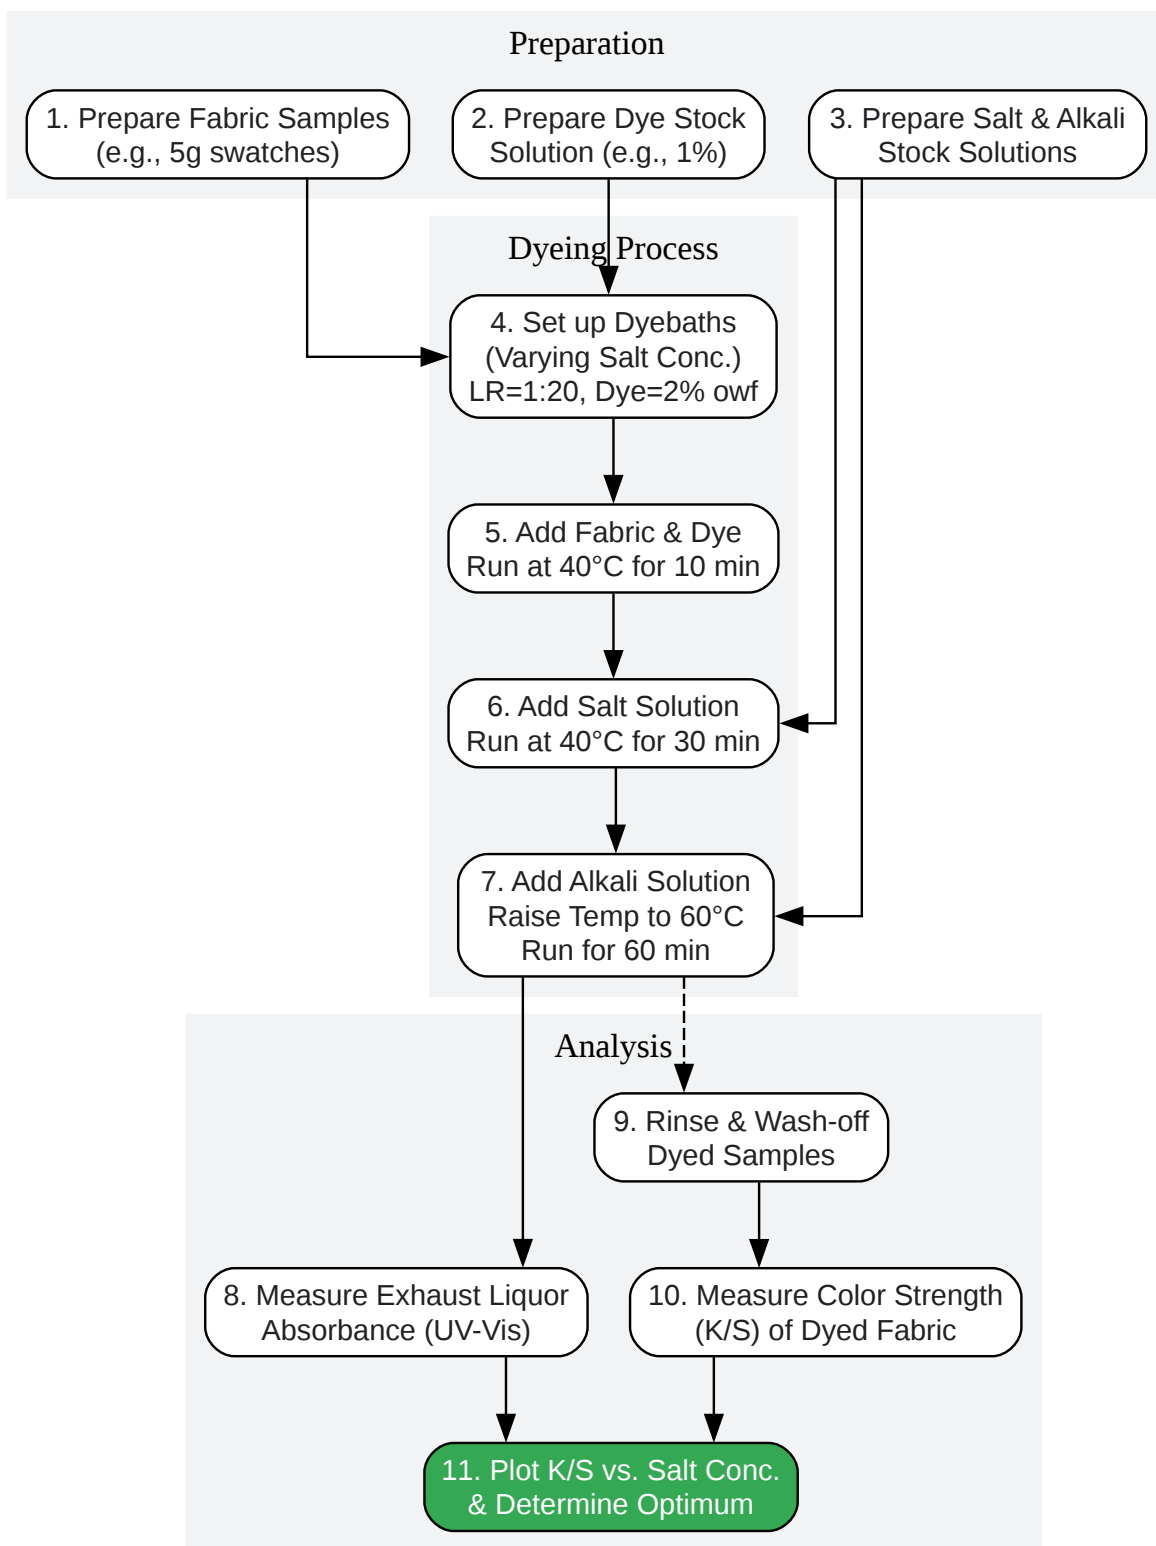 Preparation
1. Prepare Fabric Samples
(e.g., 5g swatches)
2. Prepare Dye Stock
Solution (e.g., 1%)
3. Prepare Salt & Alkali
Stock Solutions
Dyeing Process
4. Set up Dyebaths
(Varying Salt Conc.)
LR=1:20, Dye=2% owf
5. Add Fabric & Dye
Run at 40°C for 10 min
6. Add Salt Solution
Run at 40°C for 30 min
7. Add Alkali Solution
Raise Temp to 60°C
Run for 60 min
Analysis
9. Rinse & Wash-off
Dyed Samples
8. Measure Exhaust Liquor
Absorbance (UV-Vis)
10. Measure Color Strength
(K/S) of Dyed Fabric
11. Plot K/S vs. Salt Conc.
& Determine Optimum